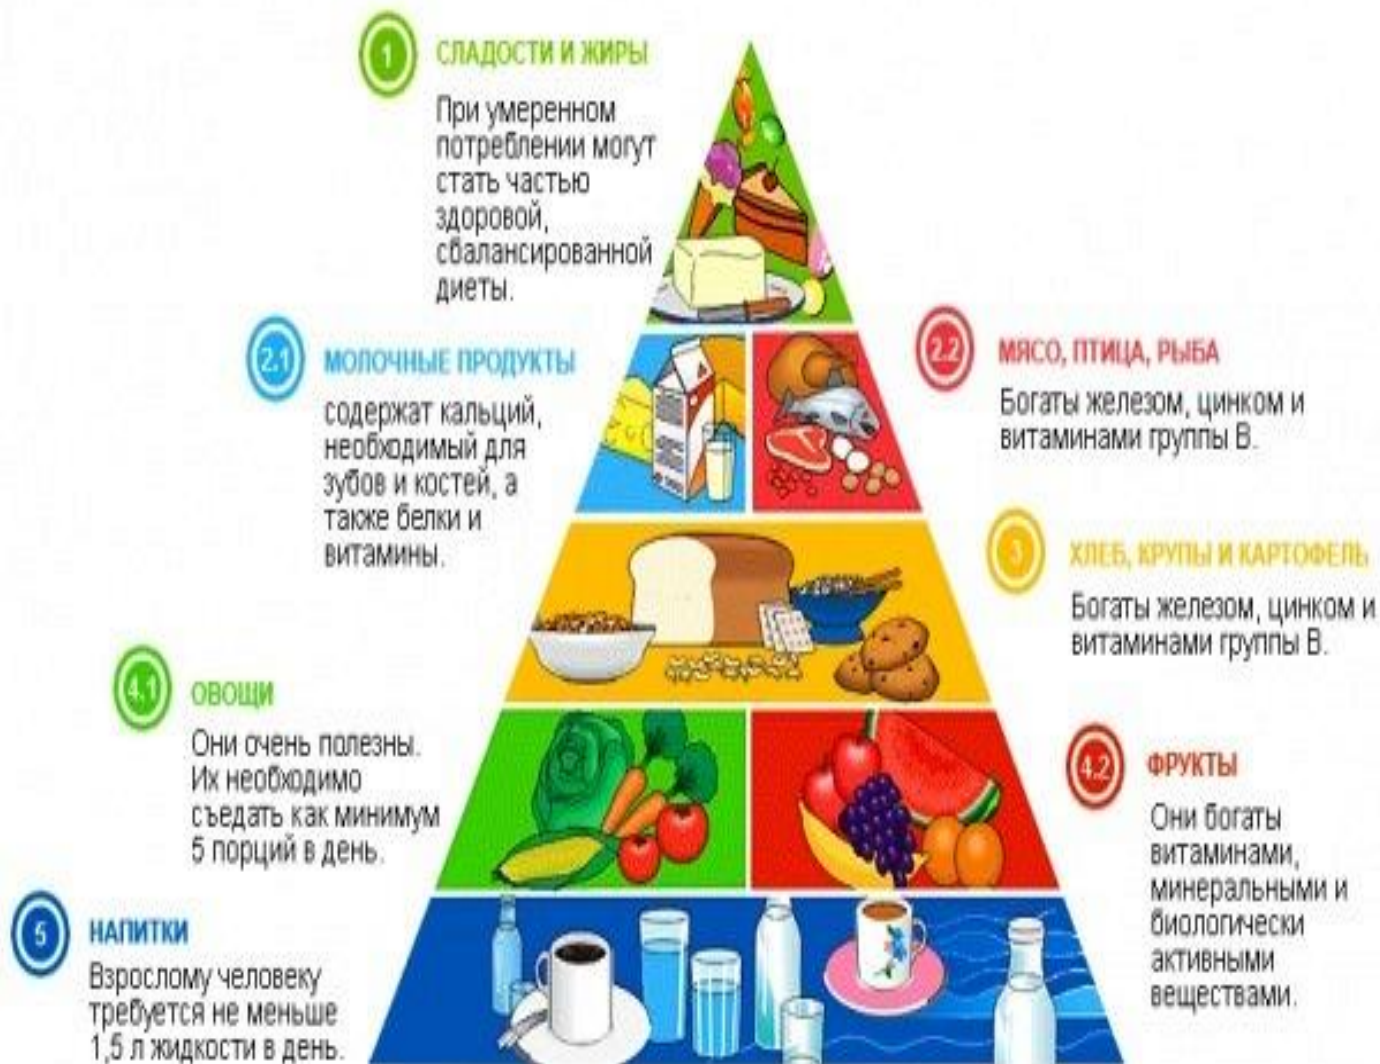 1 СЛАДОСТИ И ЖИРЫ
При умеренном
потреблении могут
стать частью
здоровой,
сбалансированной
диеты.
2.1 МОЛОЧНЫЕ ПРОДУКТЫ
содержат кальций,
необходимый для
зубов и костей, а
также белки и
витамины.
2.2 МЯСО, ПТИЦА, РЫБА
Богаты железом, цинком и
витаминами группы В.
3 ХЛЕБ, КРУПЫ И КАРТОФЕЛЬ
Богаты железом, цинком и
витаминами группы В.
4.1 ОВОЩИ
Они очень полезны.
Их необходимо
съедать как минимум
5 порций в день.
4.2 ФРУКТЫ
Они богаты
витаминами,
минеральными и
биологически
активными
веществами.
5 НАПИТКИ
Взрослому человеку
требуется не меньше
1,5 л жидкости в день.